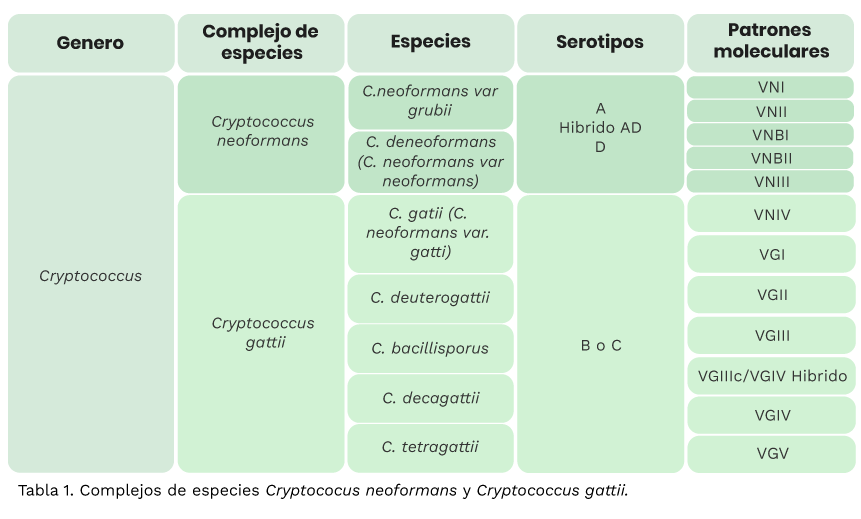 Genero
Complejo de
especies
Especies
Serotipos
Patrones
moleculares
Cryptococcus
Cryptococcus
neoformans
C.neoformans var
grubii
C. deneoformans
(C. neoformans var
neoformans)
A
Hibrido AD
D
VNI
VNII
VNBI
VNBII
VNIII
Cryptococcus
gattii
C. gatii (C.
neoformans var.
gatti)
C. deuterogattii
C. bacillisporus
C. decagattii
C. tetragattii
B o C
VNIV
VGI
VGII
VGIII
VGIIIc/VGIV Hibrido
VGIV
VGV
Tabla 1. Complejos de especies Cryptococus neoformans y Cryptococcus gattii.